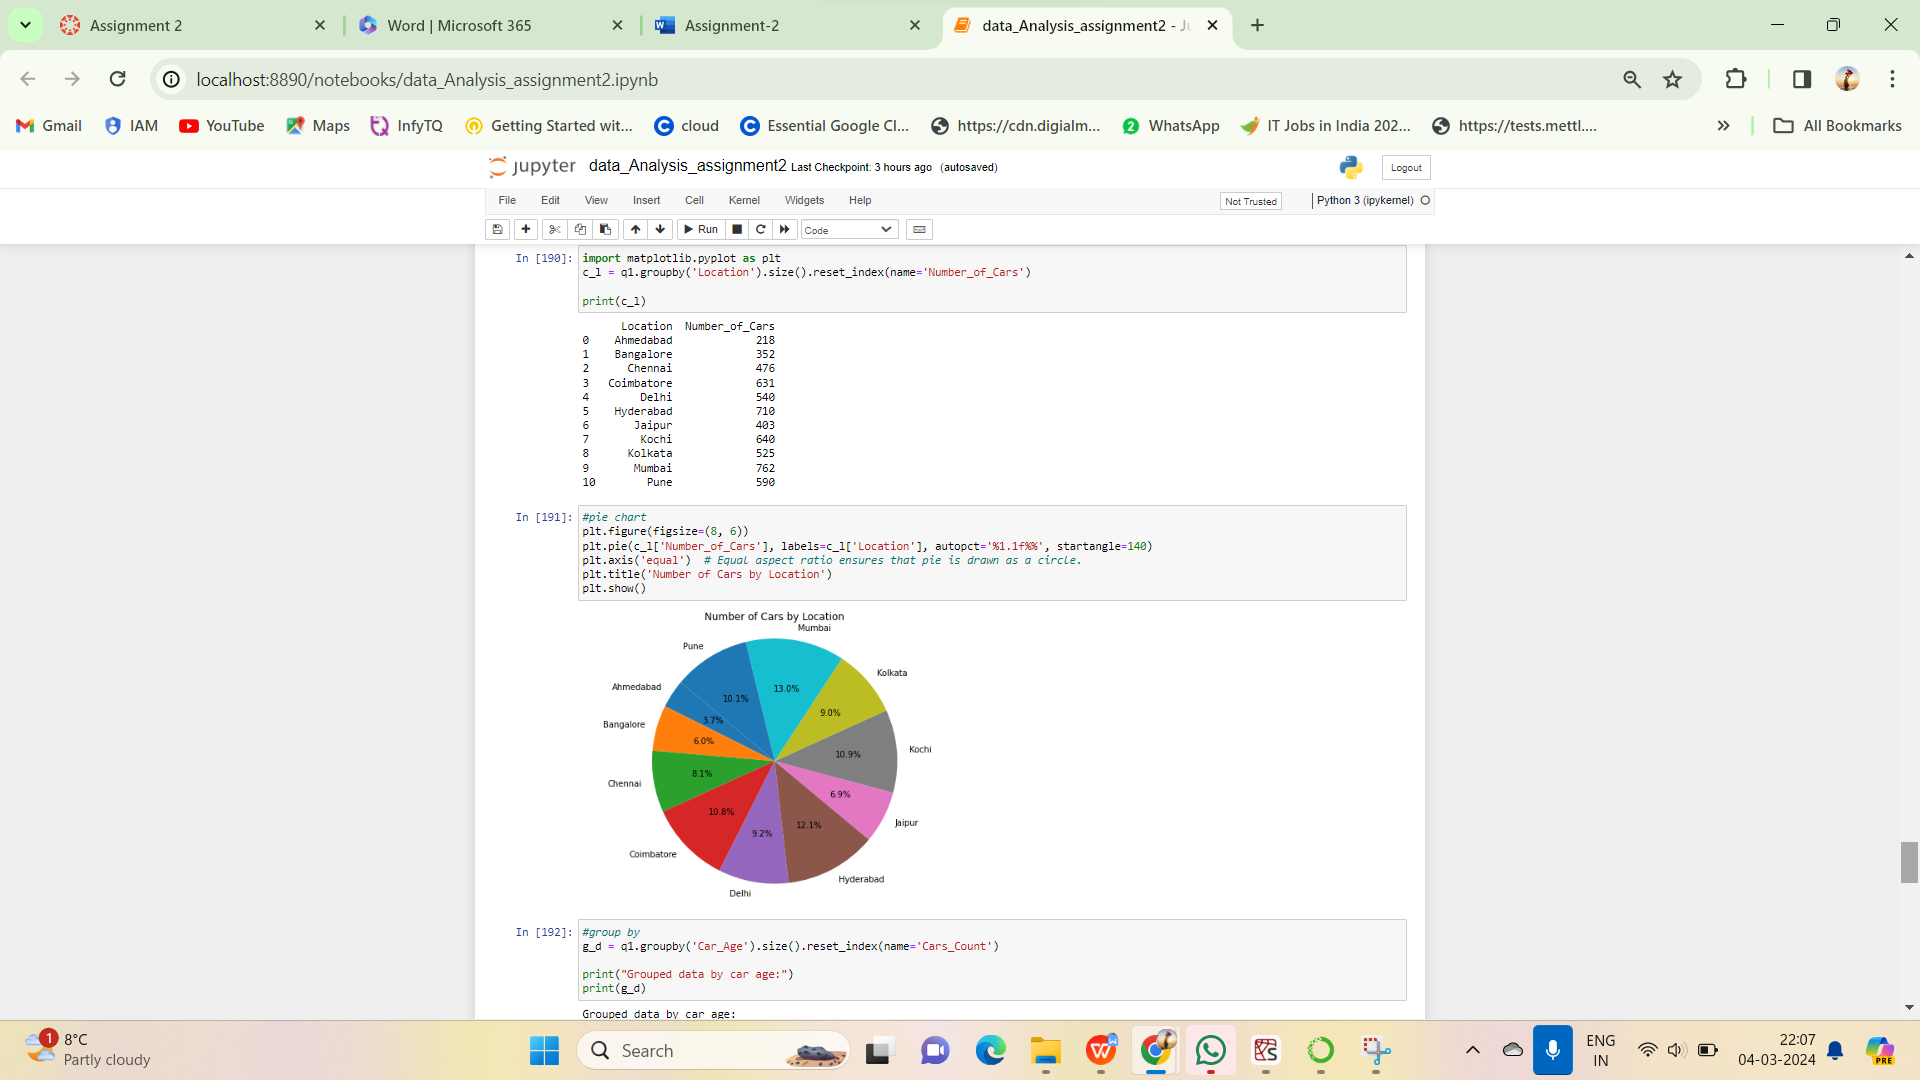 Assignment 2
Word | Microsoft 365
Assignment-2
data_Analysis_assignment2 - Ju
localhost:8890/notebooks/data_Analysis_assignment2.ipynb
Gmail IAM YouTube Maps InfyTQ Getting Started wit... cloud Essential Google Cl... https://cdn.digialm... WhatsApp IT Jobs in India 202... https://tests.mettl.... » All Bookmarks
jupyter data_Analysis_assignment2 Last Checkpoint: 3 hours ago (autosaved) Logout
File Edit View Insert Cell Kernel Widgets Help Not Trusted Python 3 (ipykernel)
Run Code
In [190]: import matplotlib.pyplot as plt
c_l = q1.groupby('Location').size().reset_index(name='Number_of_Cars')
print(c_l)
Location Number_of_Cars
0 Ahmedabad 218
1 Bangalore 352
2 Chennai 476
3 Coimbatore 631
4 Delhi 540
5 Hyderabad 710
6 Jaipur 403
7 Kochi 640
8 Kolkata 525
9 Mumbai 762
10 Pune 590
In [191]: #pie chart
plt.figure(figsize=(8, 6))
plt.pie(c_l['Number_of_Cars'], labels=c_l['Location'], autopct='%1.1f%%', startangle=140)
plt.axis('equal') # Equal aspect ratio ensures that pie is drawn as a circle.
plt.title('Number of Cars by Location')
plt.show()
Number of Cars by Location
Mumbai
Pune
Kolkata
Ahmedabad
13.0%
10.1%
9.0%
3.7%
Bangalore
6.0%
Kochi
10.9%
8.1%
Chennai
6.9%
10.8%
12.1%
Jaipur
9.2%
Coimbatore
Hyderabad
Delhi
In [192]: #group by
g_d = q1.groupby('Car_Age').size().reset_index(name='Cars_Count')
print("Grouped data by car age:")
print(g_d)
Grouped data by car age:
1
8°C
Partly cloudy
Search
ENG
IN
22:07
04-03-2024
PRE